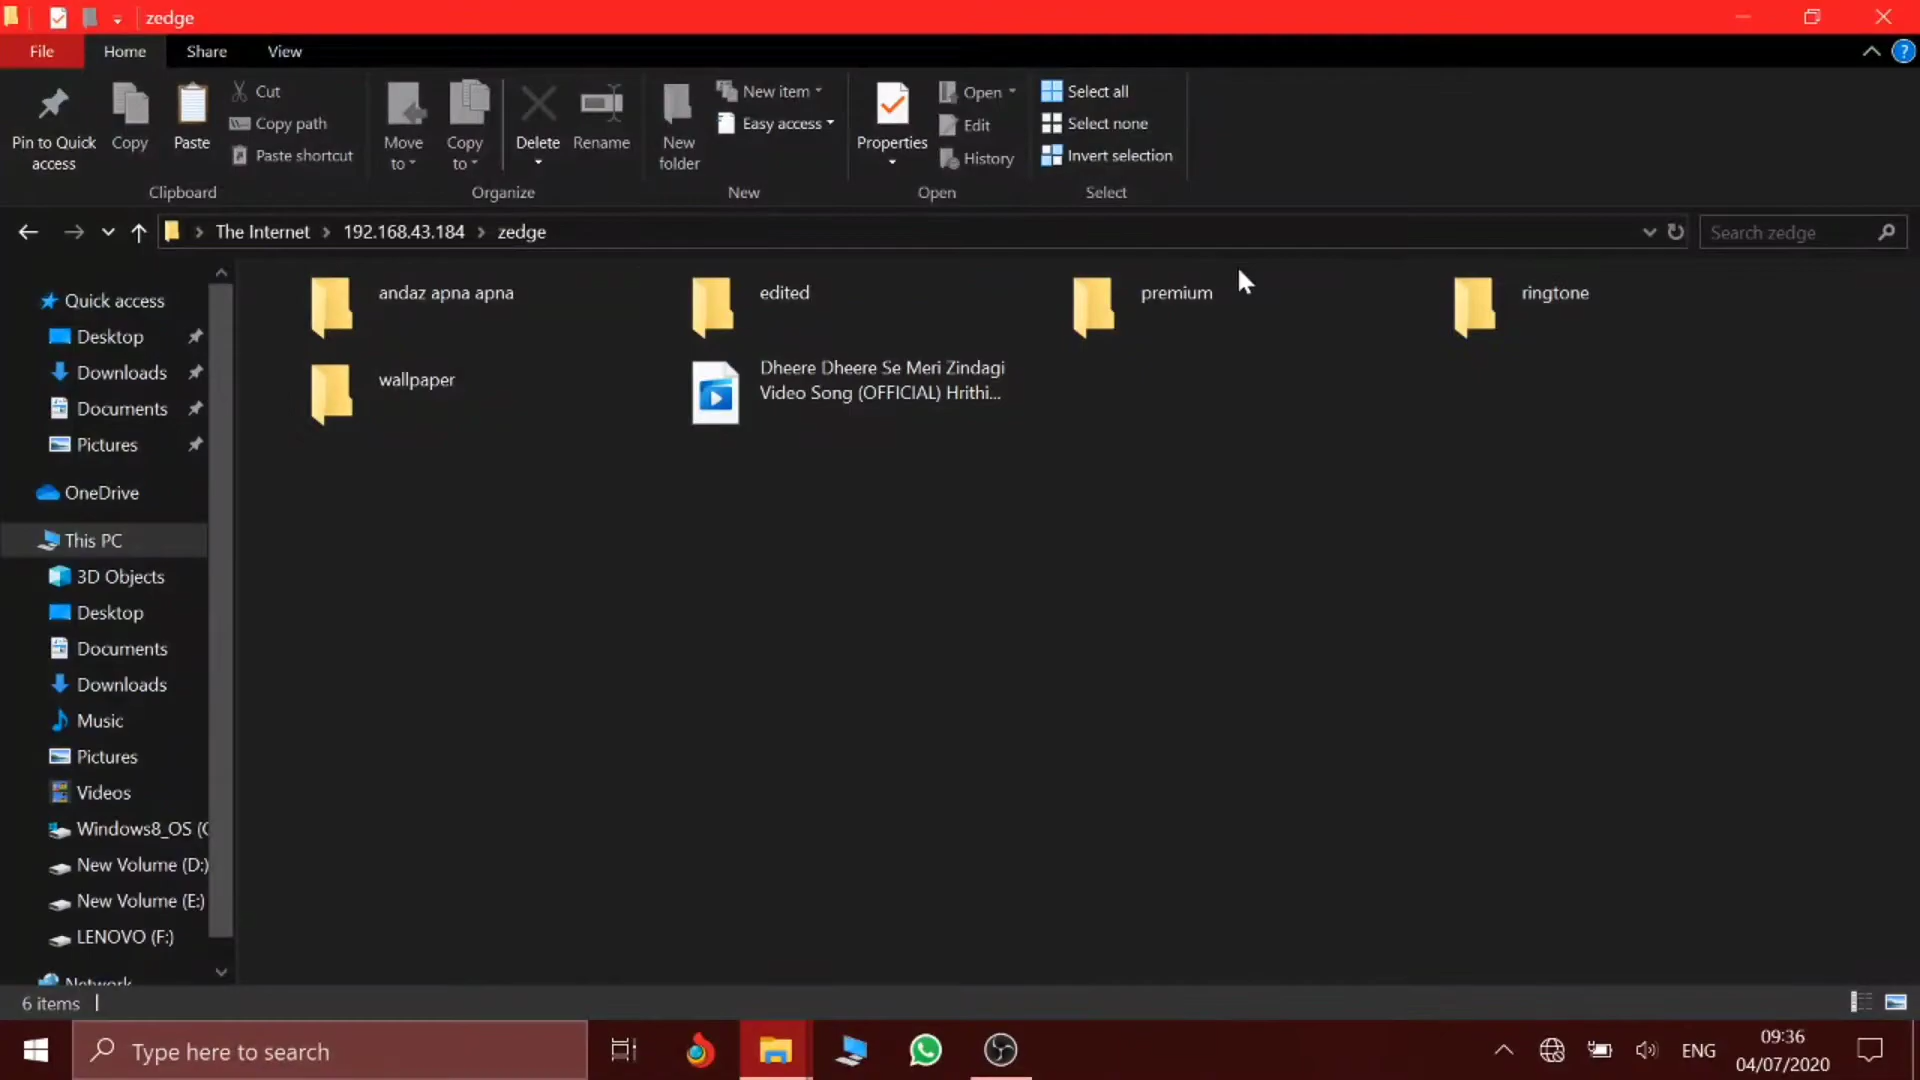 zedge
File Home Share View
Pin to Quick access
Copy
Paste
Cut
Copy path
Paste shortcut
Clipboard
Move to
Copy to
Delete
Rename
Organize
New folder
New item
Easy access
New
Properties
Open
Edit
History
Open
Select all
Select none
Invert selection
Select
The Internet > 192.168.43.184 > zedge
Search zedge
Quick access
Desktop
Downloads
Documents
Pictures
OneDrive
This PC
3D Objects
Desktop
Documents
Downloads
Music
Pictures
Videos
Windows8_OS (C
New Volume (D:)
New Volume (E:)
LENOVO (F:)
Network
andaz apna apna
edited
premium
ringtone
wallpaper
Dheere Dheere Se Meri Zindagi
Video Song (OFFICIAL) Hrithi...
6 items
Type here to search
ENG
09:36
04/07/2020